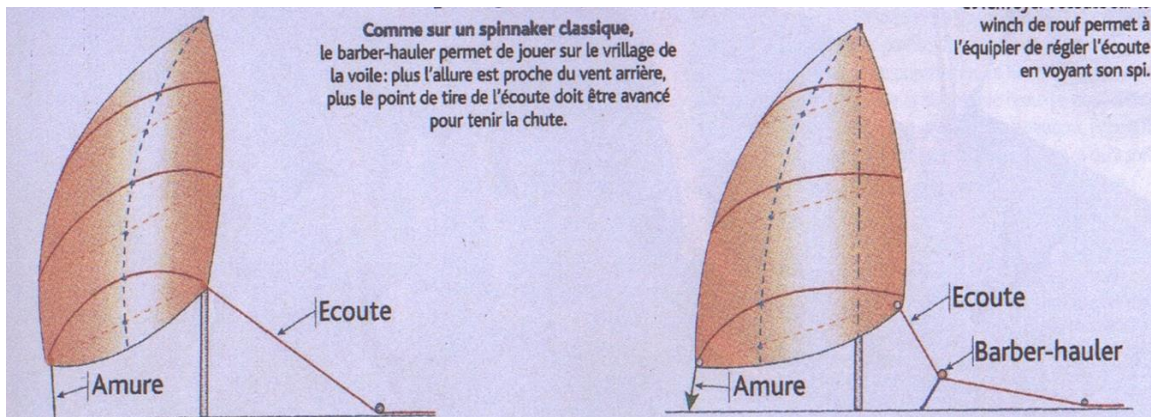 Comme sur un spinnaker classique,
le barber-hauler permet de jouer sur le vrillage de
la voile: plus l'allure est proche du vent arrière,
plus le point de tire de l'écoute doit être avancé
pour tenir la chute.
winch de rouf permet à
l'équipier de régler l'écoute
en voyant son spi.
Ecoute
Amure
Ecoute
Barber-hauler
Amure